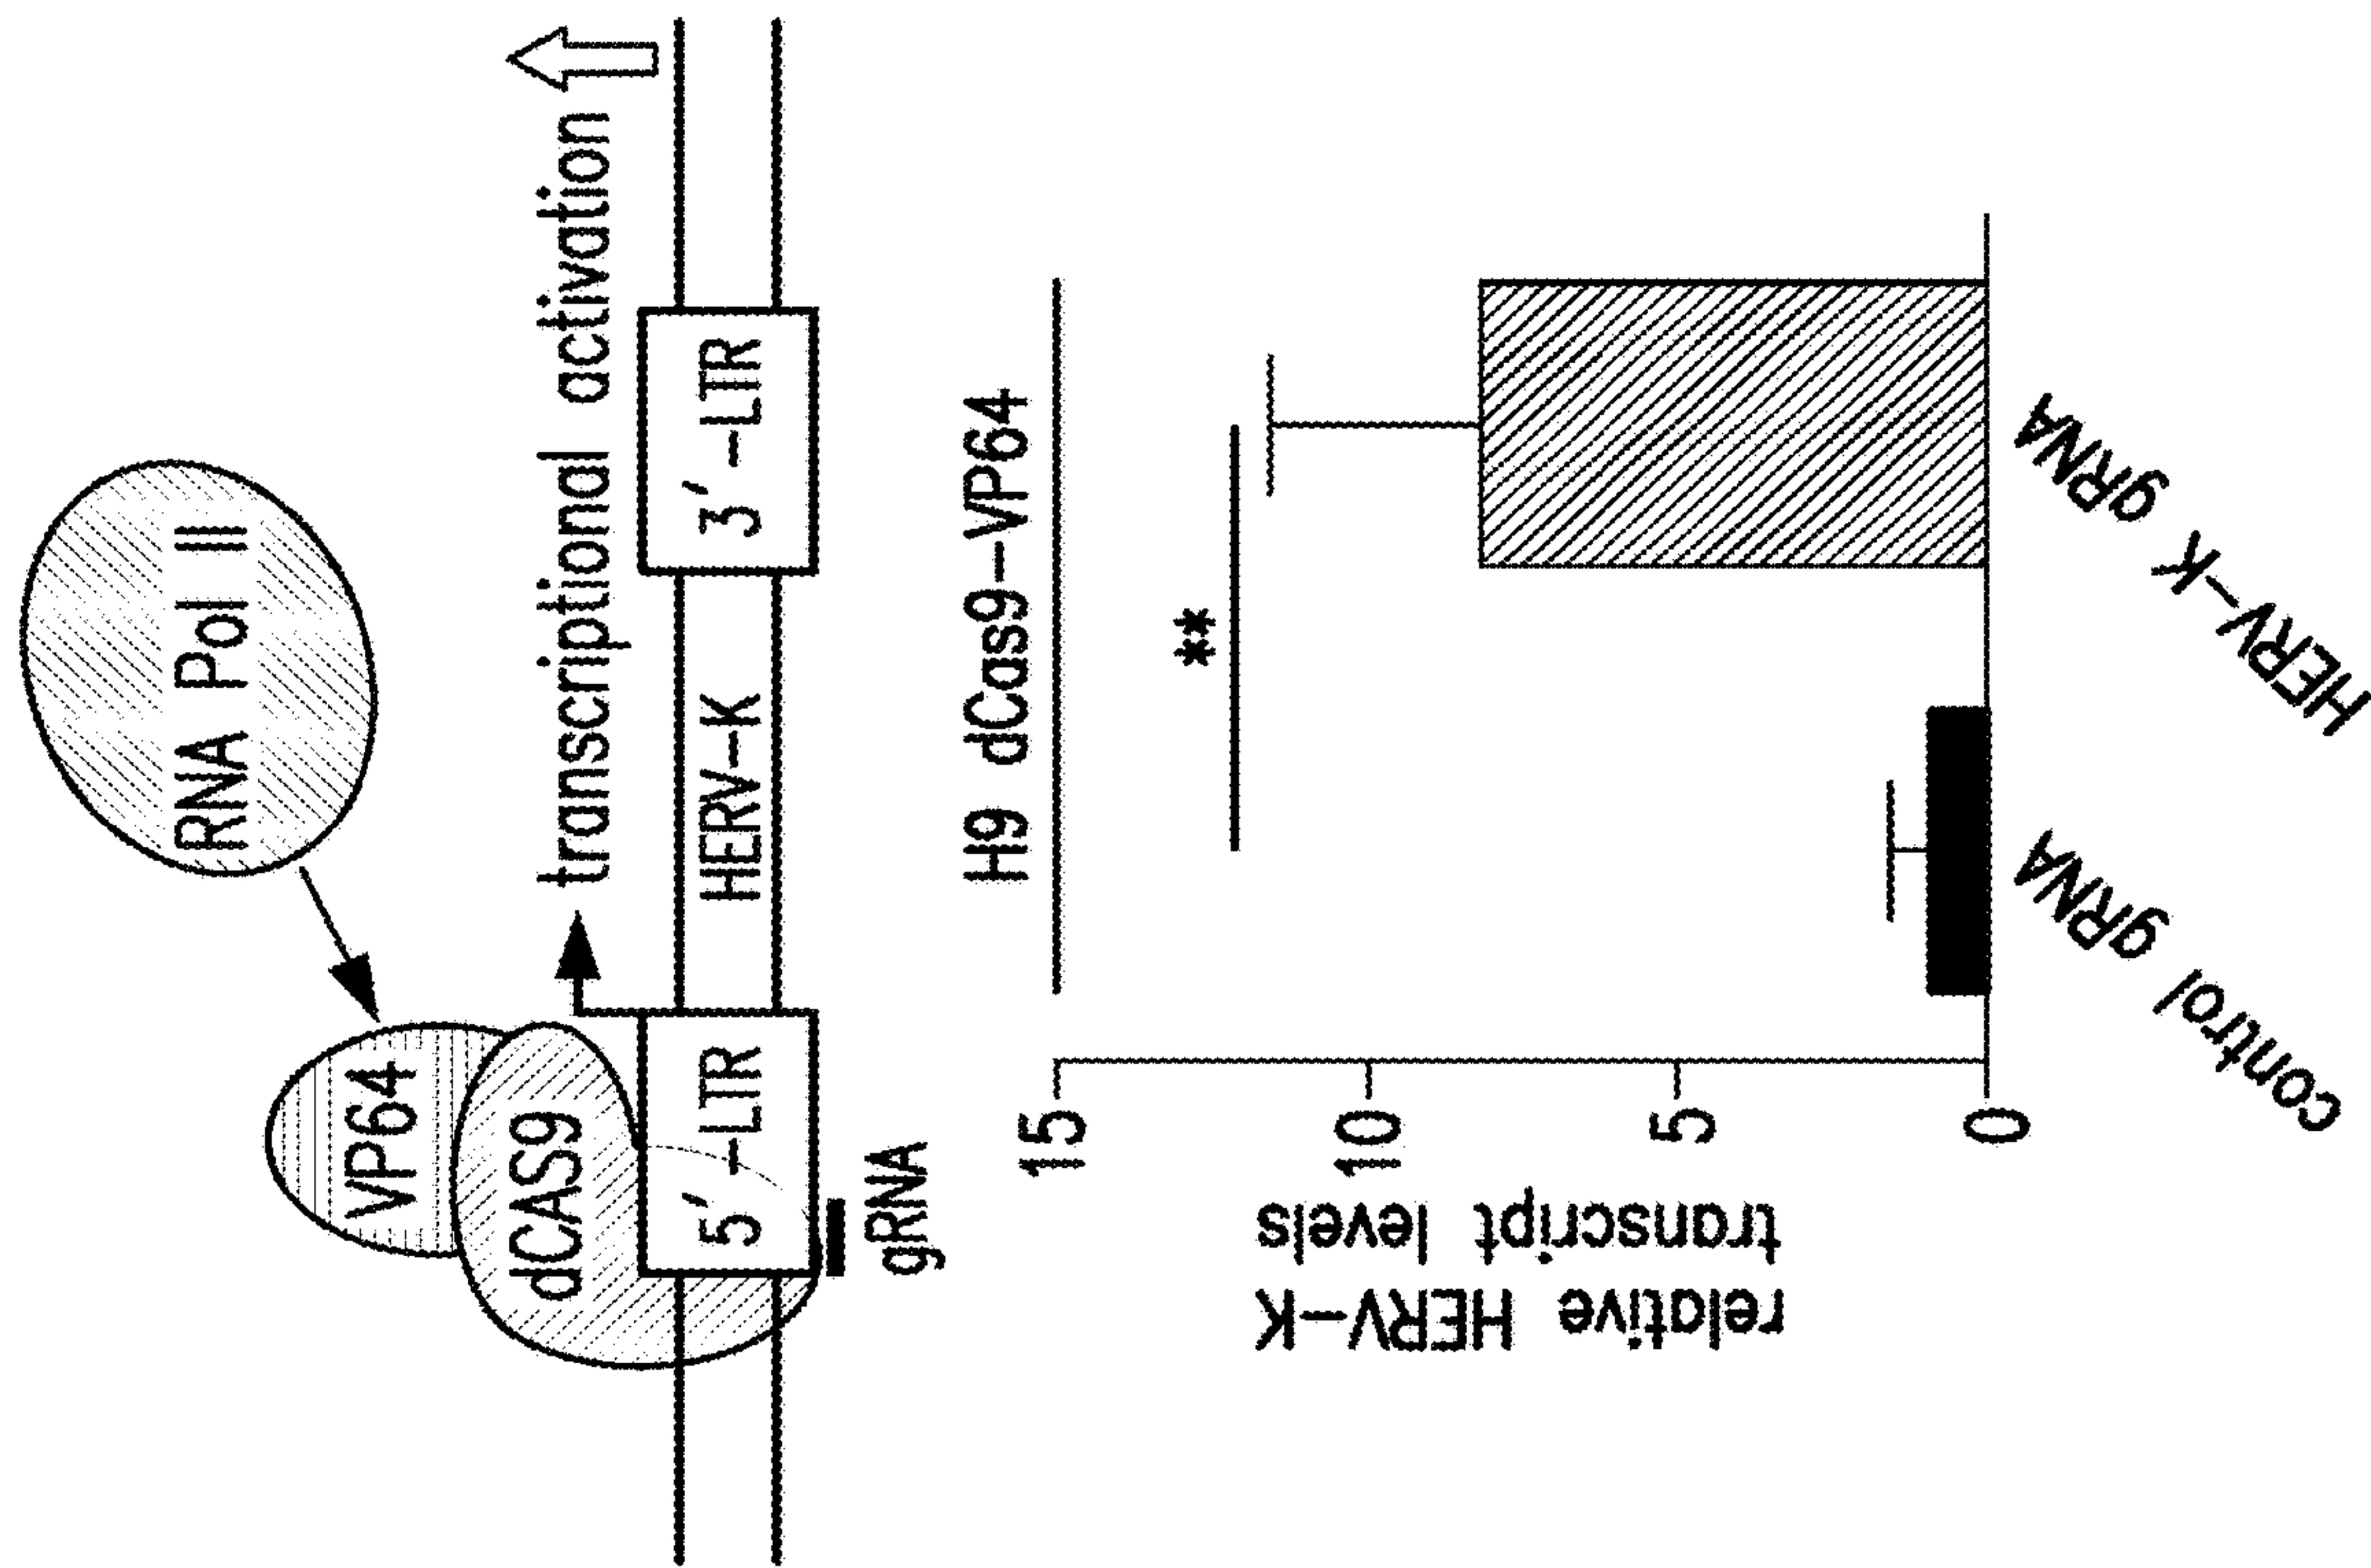 RNA Pol II
VP64
dCAS9
transcriptional activation
5′-LTR
HERV-K
3′-LTR
gRNA
H9 dCas9-VP64
**
relative HERV-K
transcript levels
15
10
5
0
control gRNA
HERV-K gRNA